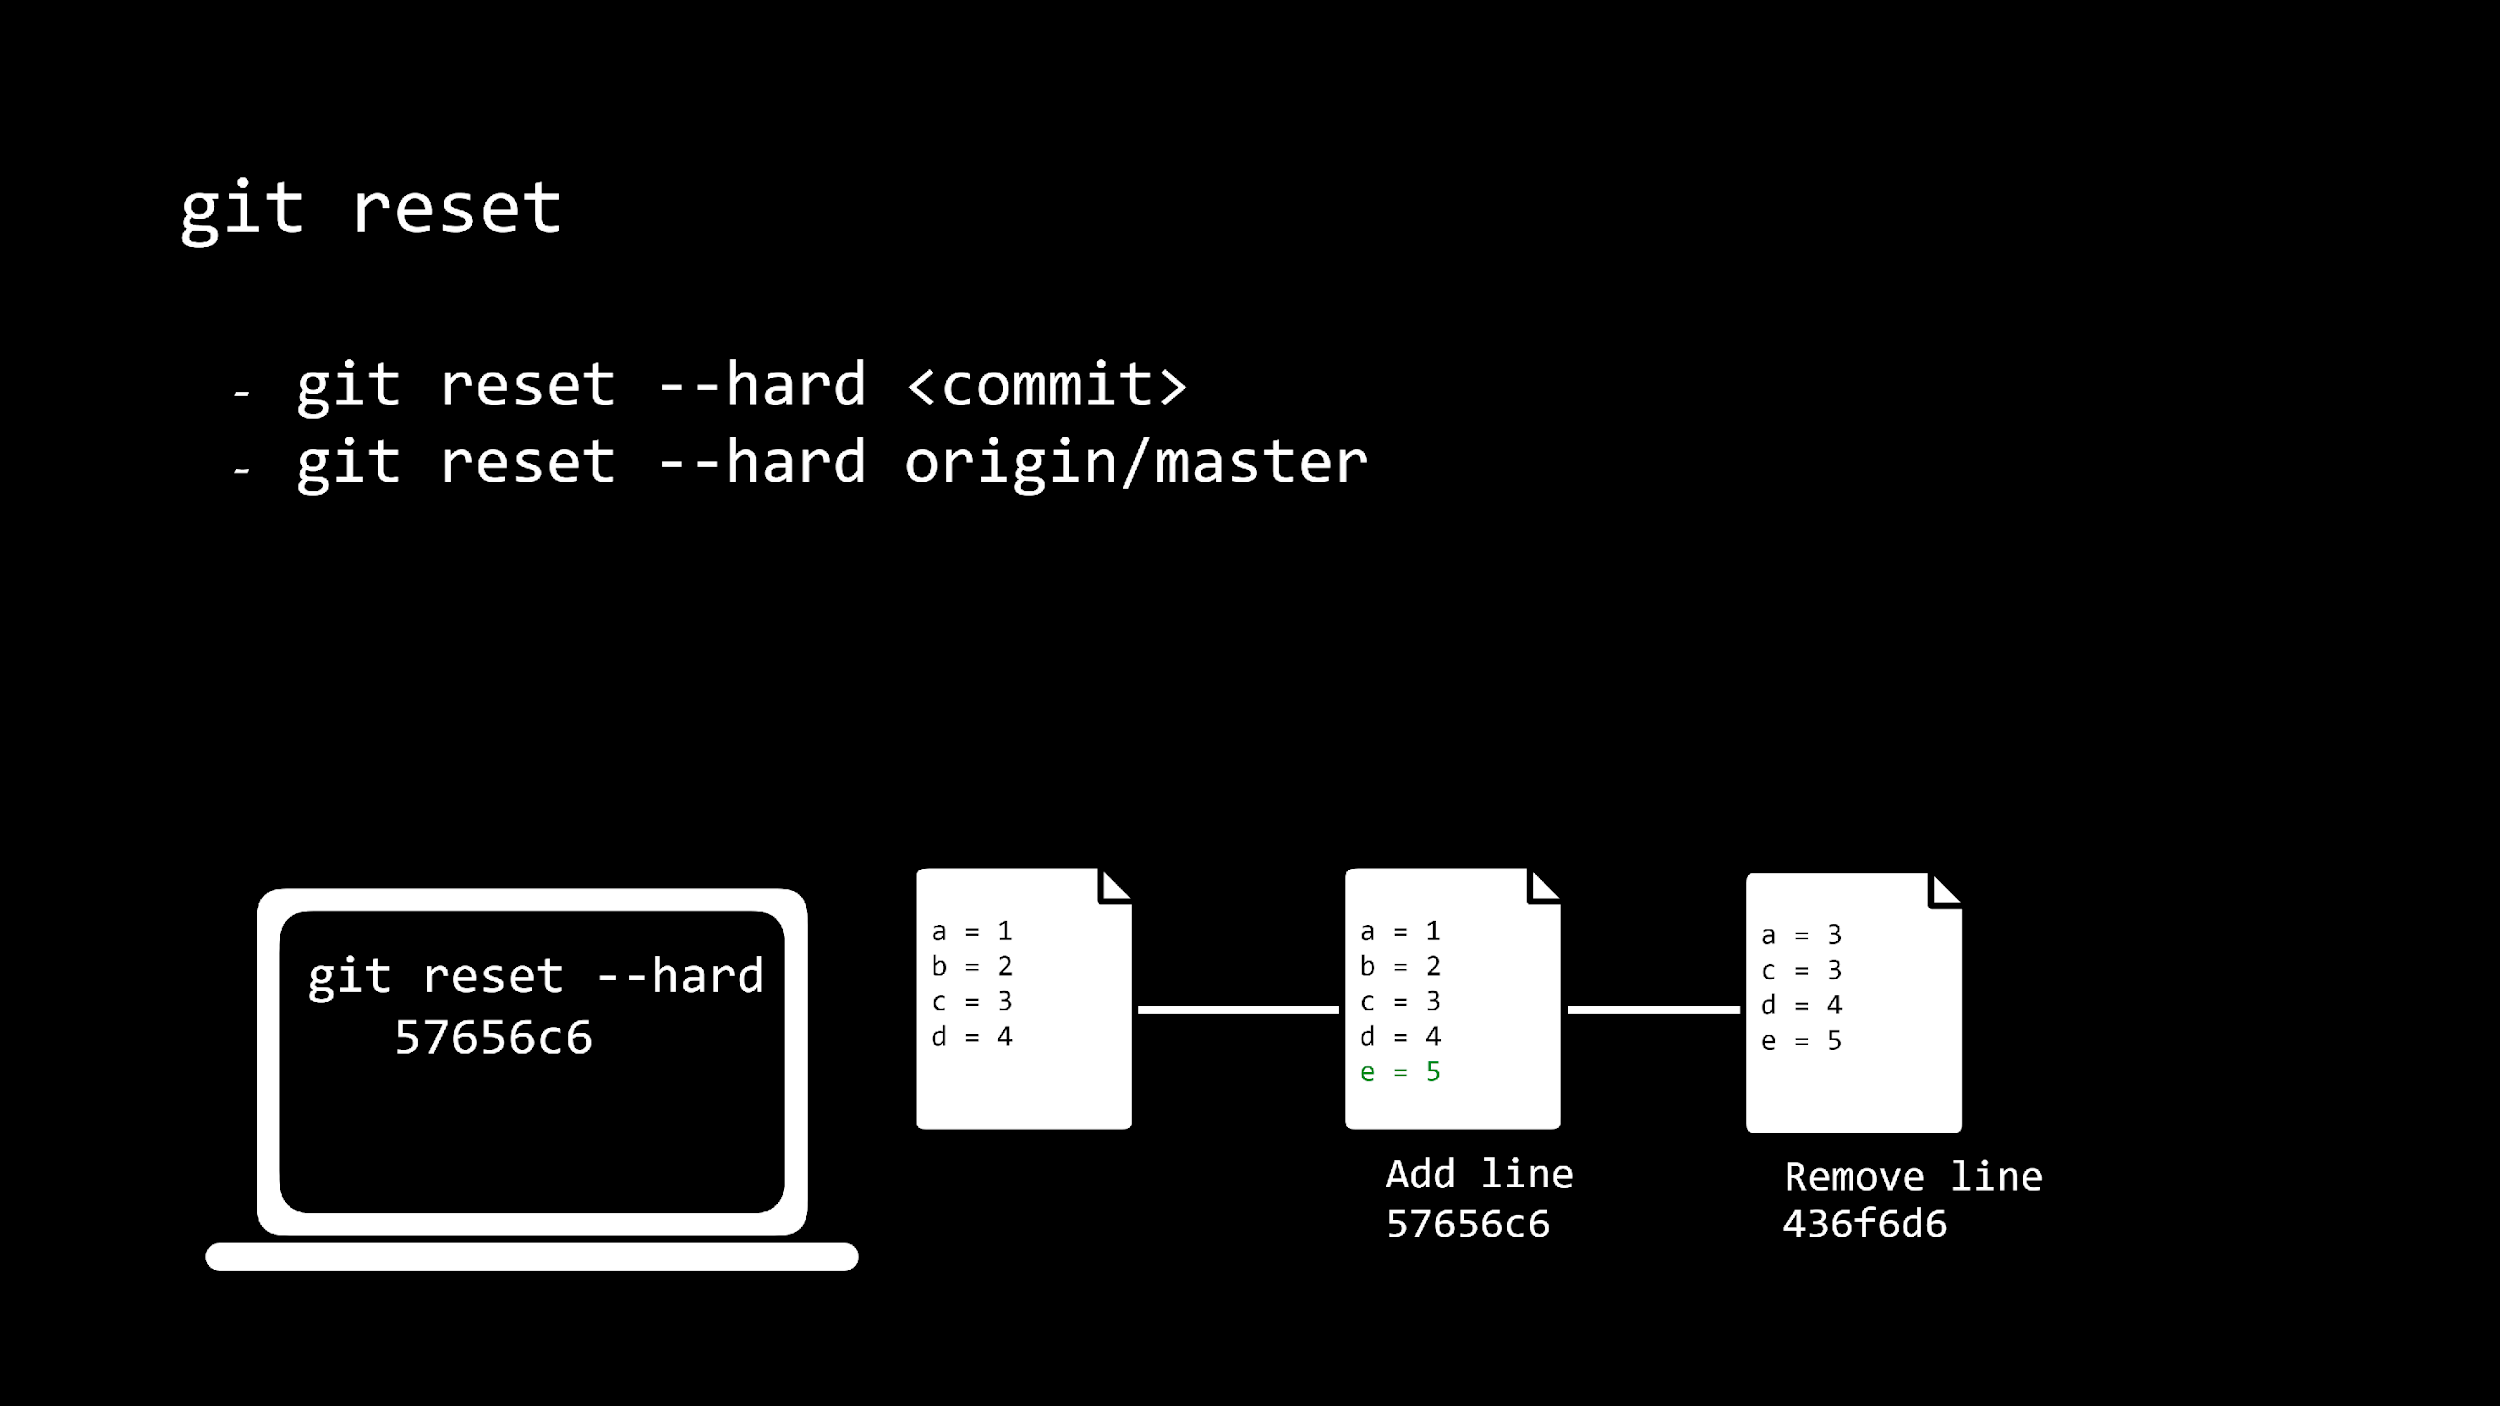 git reset
- git reset --hard <commit>
- git reset --hard origin/master
git reset --hard
57656c6
a = 1
b = 2
c = 3
d = 4
a = 1
b = 2
c = 3
d = 4
e = 5
Add line
57656c6
a = 3
c = 3
d = 4
e = 5
Remove line
436f6d6